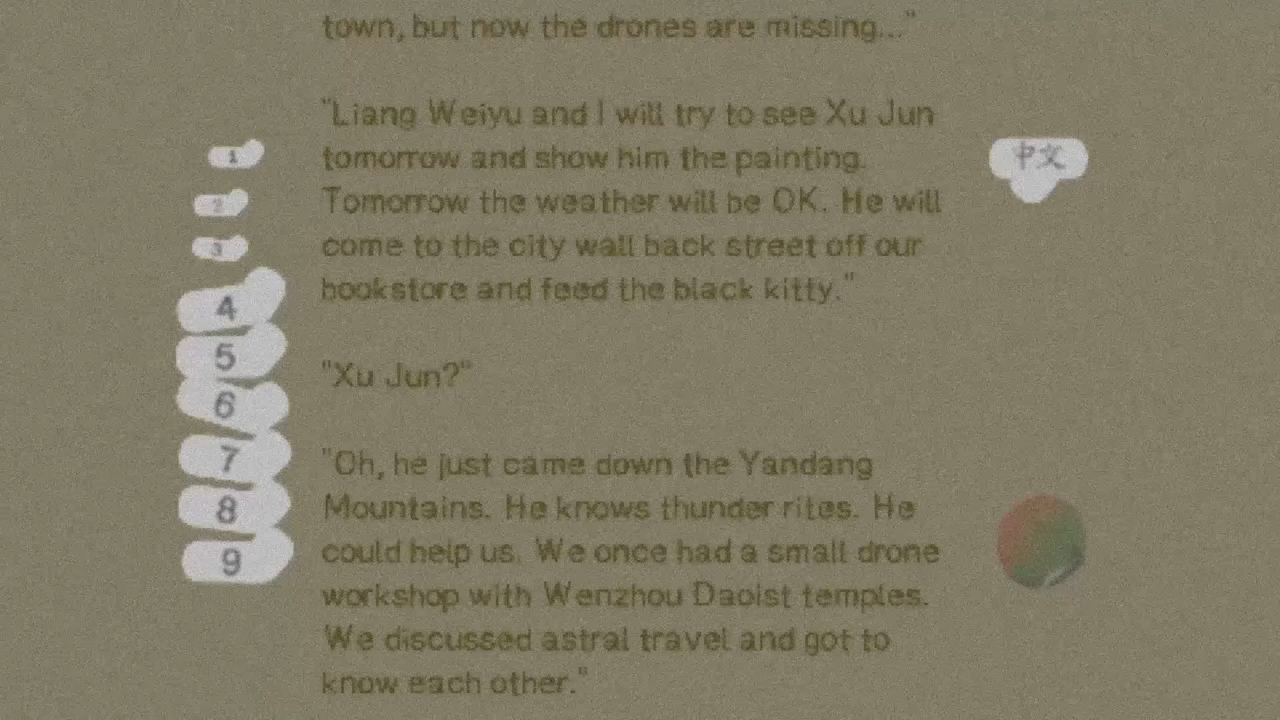 town, but now the drones are missing..."
"Liang Weiyu and I will try to see Xu Jun
tomorrow and show him the painting.
Tomorrow the weather will be OK. He will
come to the city wall back street off our
bookstore and feed the black kitty."
"Xu Jun?"
"Oh, he just came down the Yandang
Mountains. He knows thunder rites. He
could help us. We once had a small drone
workshop with Wenzhou Daoist temples.
We discussed astral travel and got to
know each other."
1
2
3
4
5
6
7
8
9
中文